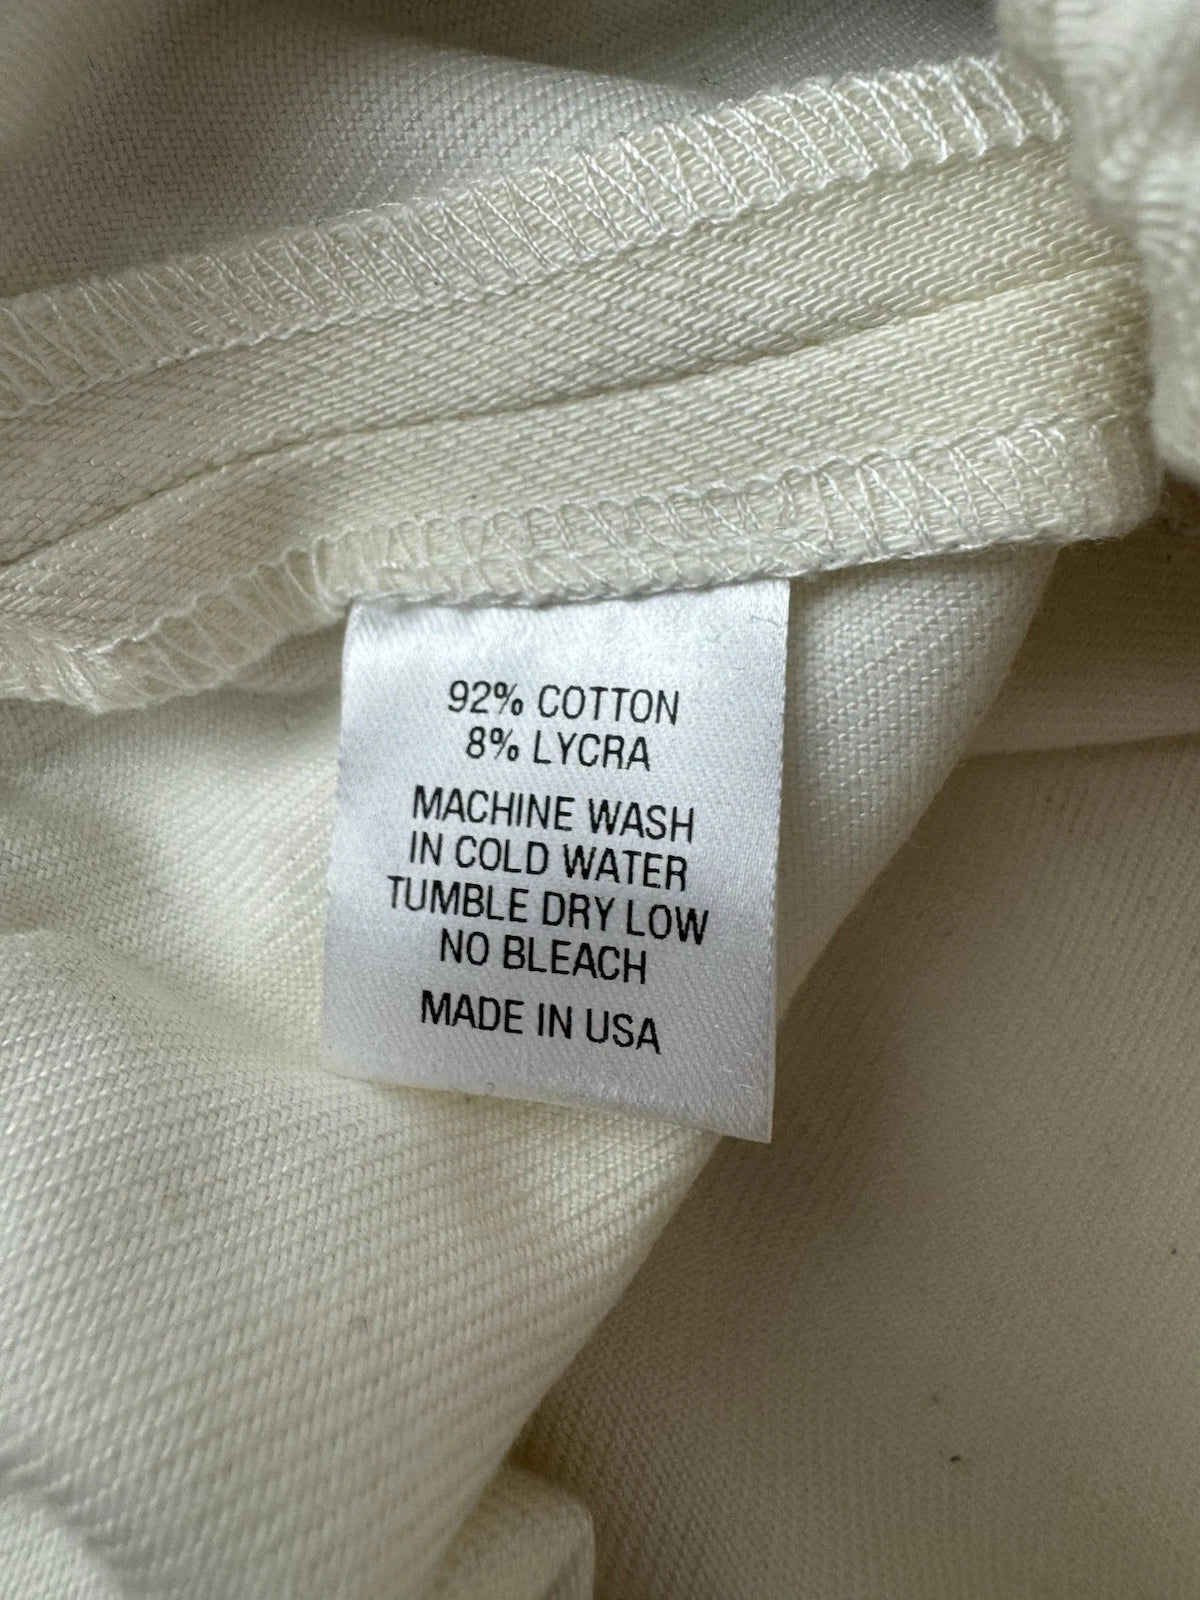 92% COTTON
8% LYCRA
MACHINE WASH
IN COLD WATER
TUMBLE DRY LOW
NO BLEACH
MADE IN USA